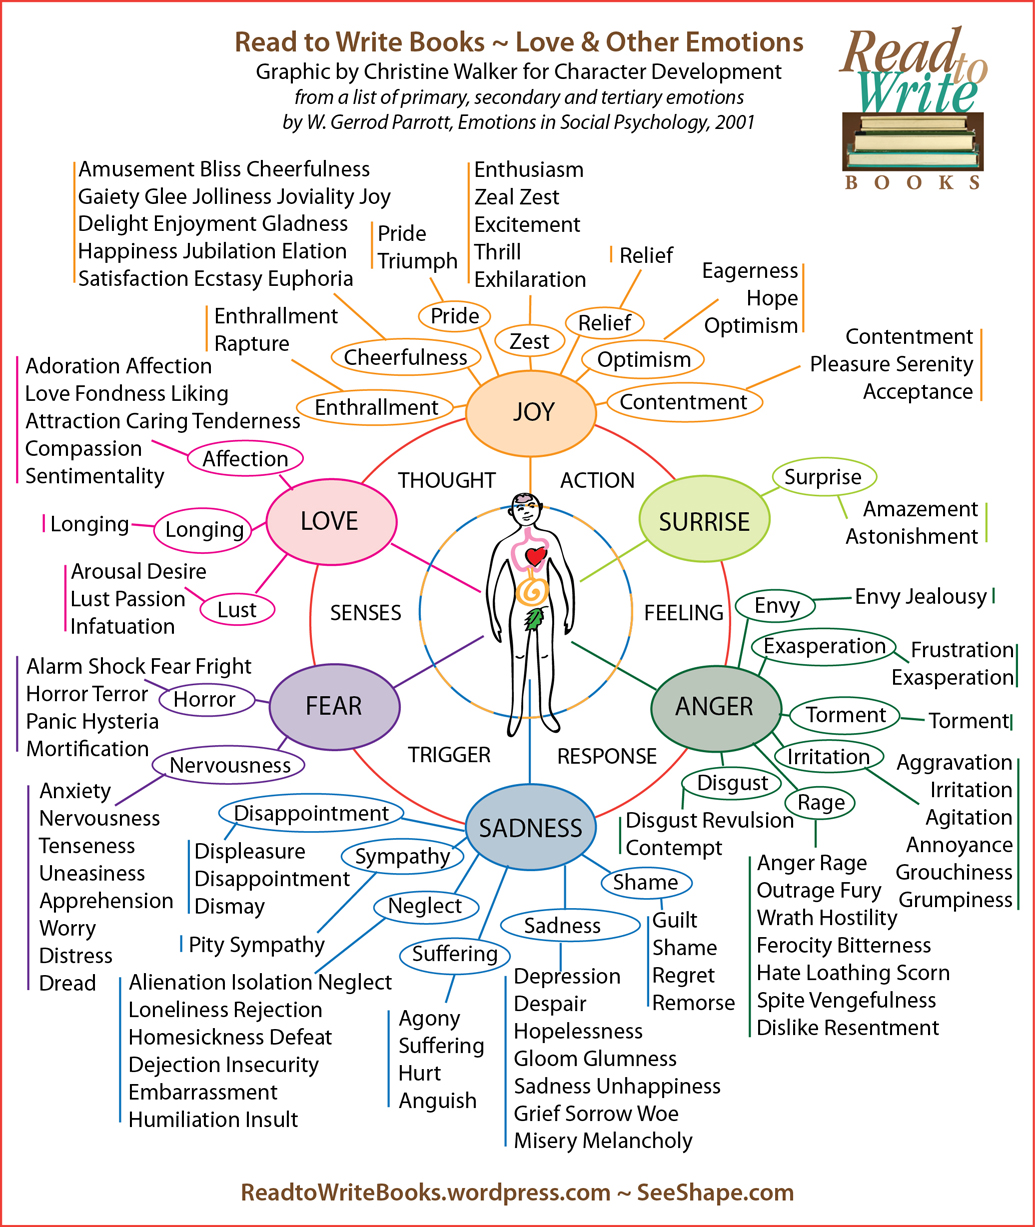 Read to Write Books ~ Love & Other Emotions
Graphic by Christine Walker for Character Development
from a list of primary, secondary and tertiary emotions
by W. Gerrod Parrott, Emotions in Social Psychology, 2001
Read
to
Write
BOOKS
Amusement Bliss Cheerfulness
Gaiety Glee Jolliness Joviality Joy
Delight Enjoyment Gladness
Happiness Jubilation Elation
Satisfaction Ecstasy Euphoria
Pride
Triumph
Enthusiasm
Zeal Zest
Excitement
Thrill
Exhilaration
Relief
Eagerness
Hope
Optimism
Contentment
Pleasure Serenity
Acceptance
Enthrallment
Rapture
Pride
Zest
Relief
Cheerfulness
Optimism
Enthrallment
Contentment
JOY
Adoration Affection
Love Fondness Liking
Attraction Caring Tenderness
Compassion
Sentimentality
Affection
Longing
Longing
LOVE
Arousal Desire
Lust Passion
Infatuation
Lust
THOUGHT
ACTION
SURRISE
Surprise
Amazement
Astonishment
SENSES
FEELING
Envy
Envy Jealousy
Exasperation
Frustration
Exasperation
Alarm Shock Fear Fright
Horror Terror
Panic Hysteria
Mortification
Horror
FEAR
ANGER
Torment
Torment
Nervousness
TRIGGER
RESPONSE
Irritation
Aggravation
Irritation
Agitation
Annoyance
Grouchiness
Grumpiness
Anxiety
Nervousness
Tenseness
Uneasiness
Apprehension
Worry
Distress
Dread
Disgust
Disgust Revulsion
Contempt
Rage
Anger Rage
Outrage Fury
Wrath Hostility
Ferocity Bitterness
Hate Loathing Scorn
Spite Vengefulness
Dislike Resentment
SADNESS
Disappointment
Displeasure
Disappointment
Dismay
Sympathy
Pity Sympathy
Neglect
Alienation Isolation Neglect
Loneliness Rejection
Homesickness Defeat
Dejection Insecurity
Embarrassment
Humiliation Insult
Suffering
Agony
Suffering
Hurt
Anguish
Sadness
Depression
Despair
Hopelessness
Gloom Glumness
Sadness Unhappiness
Grief Sorrow Woe
Misery Melancholy
Shame
Guilt
Shame
Regret
Remorse
ReadtoWriteBooks.wordpress.com ~ SeeShape.com